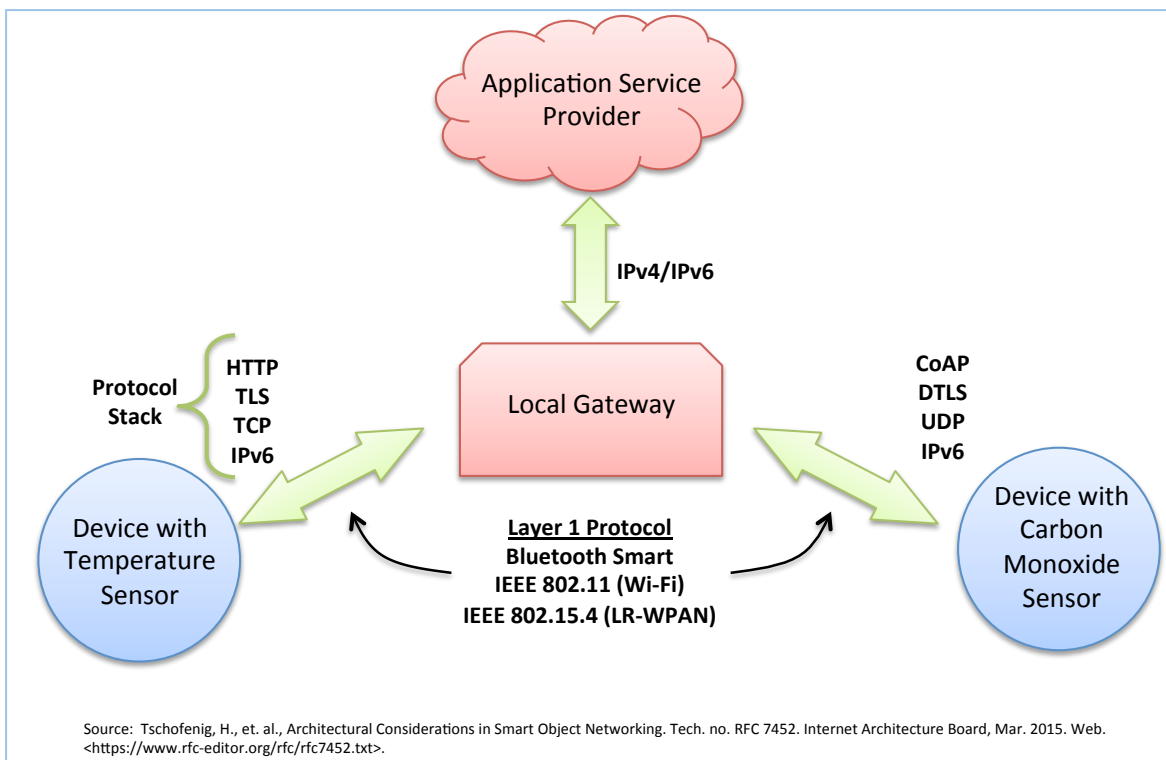 Application Service
Provider
IPv4/IPv6
Protocol
Stack
HTTP
TLS
TCP
IPv6
Local Gateway
CoAP
DTLS
UDP
IPv6
Device with
Temperature
Sensor
Layer 1 Protocol
Bluetooth Smart
IEEE 802.11 (Wi-Fi)
IEEE 802.15.4 (LR-WPAN)
Device with
Carbon
Monoxide
Sensor
Source: Tschofenig, H., et. al., Architectural Considerations in Smart Object Networking. Tech. no. RFC 7452. Internet Architecture Board, Mar. 2015. Web.
<https://www.rfc-editor.org/rfc/rfc7452.txt>.